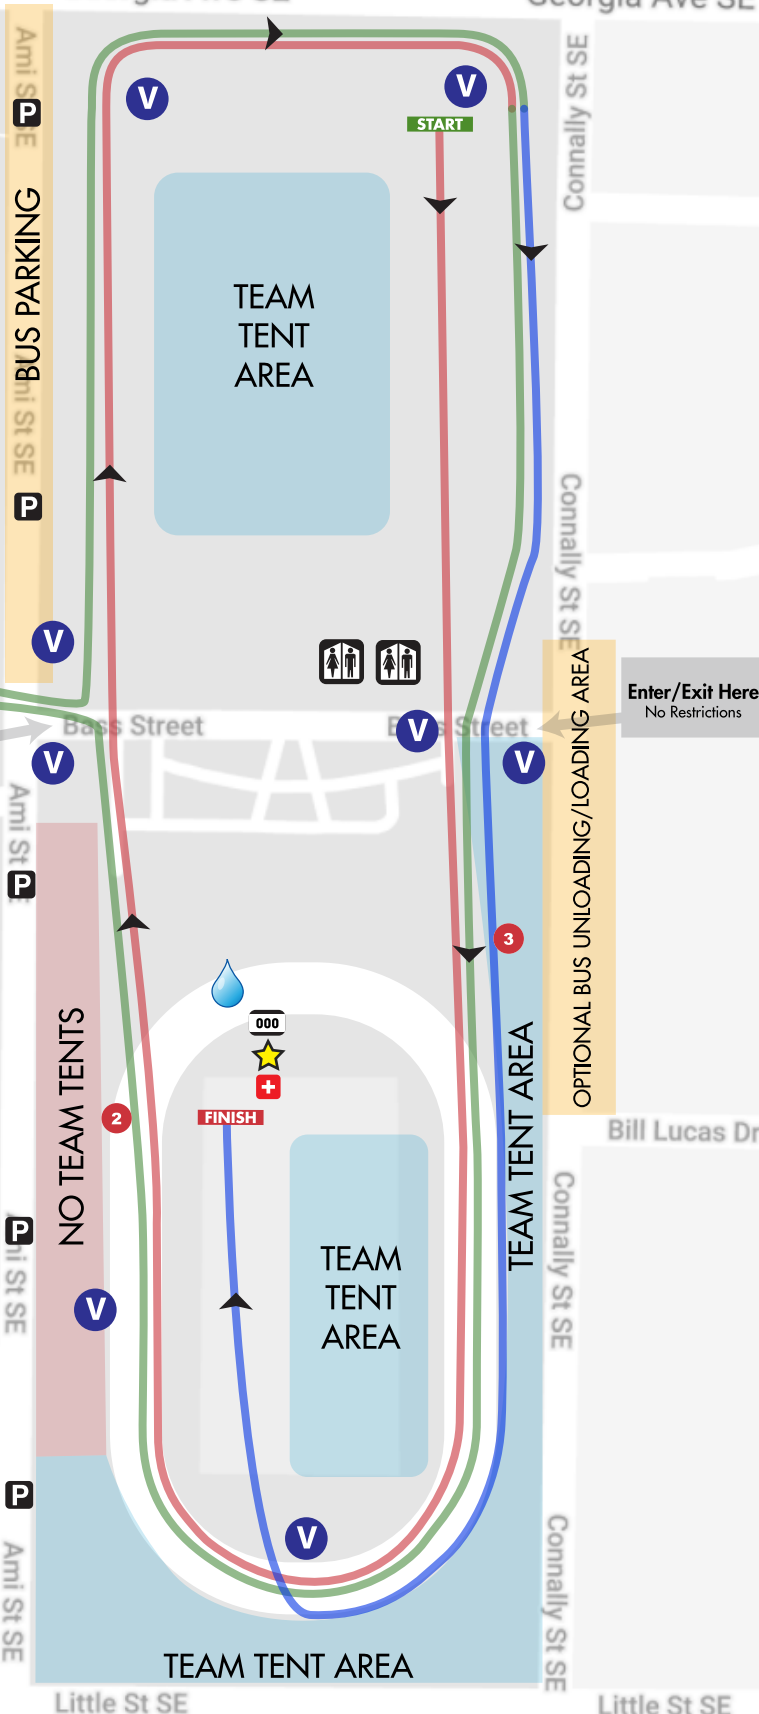 Georgia Ave SE
Ami St SE
Connally St SE
P
V
V
START
BUS PARKING
TEAM
TENT
AREA
Ami St SE
P
Connally St SE
V
Enter/Exit Here
No Restrictions
Bass Street
V
Bass Street
V
V
OPTIONAL BUS UNLOADING/LOADING AREA
Ami St SE
P
3
000
NO TEAM TENTS
2
FINISH
TEAM TENT AREA
Bill Lucas Dr
P
Ami St SE
TEAM
TENT
AREA
Connally St SE
V
P
V
Ami St SE
Connally St SE
TEAM TENT AREA
Little St SE
Little St SE